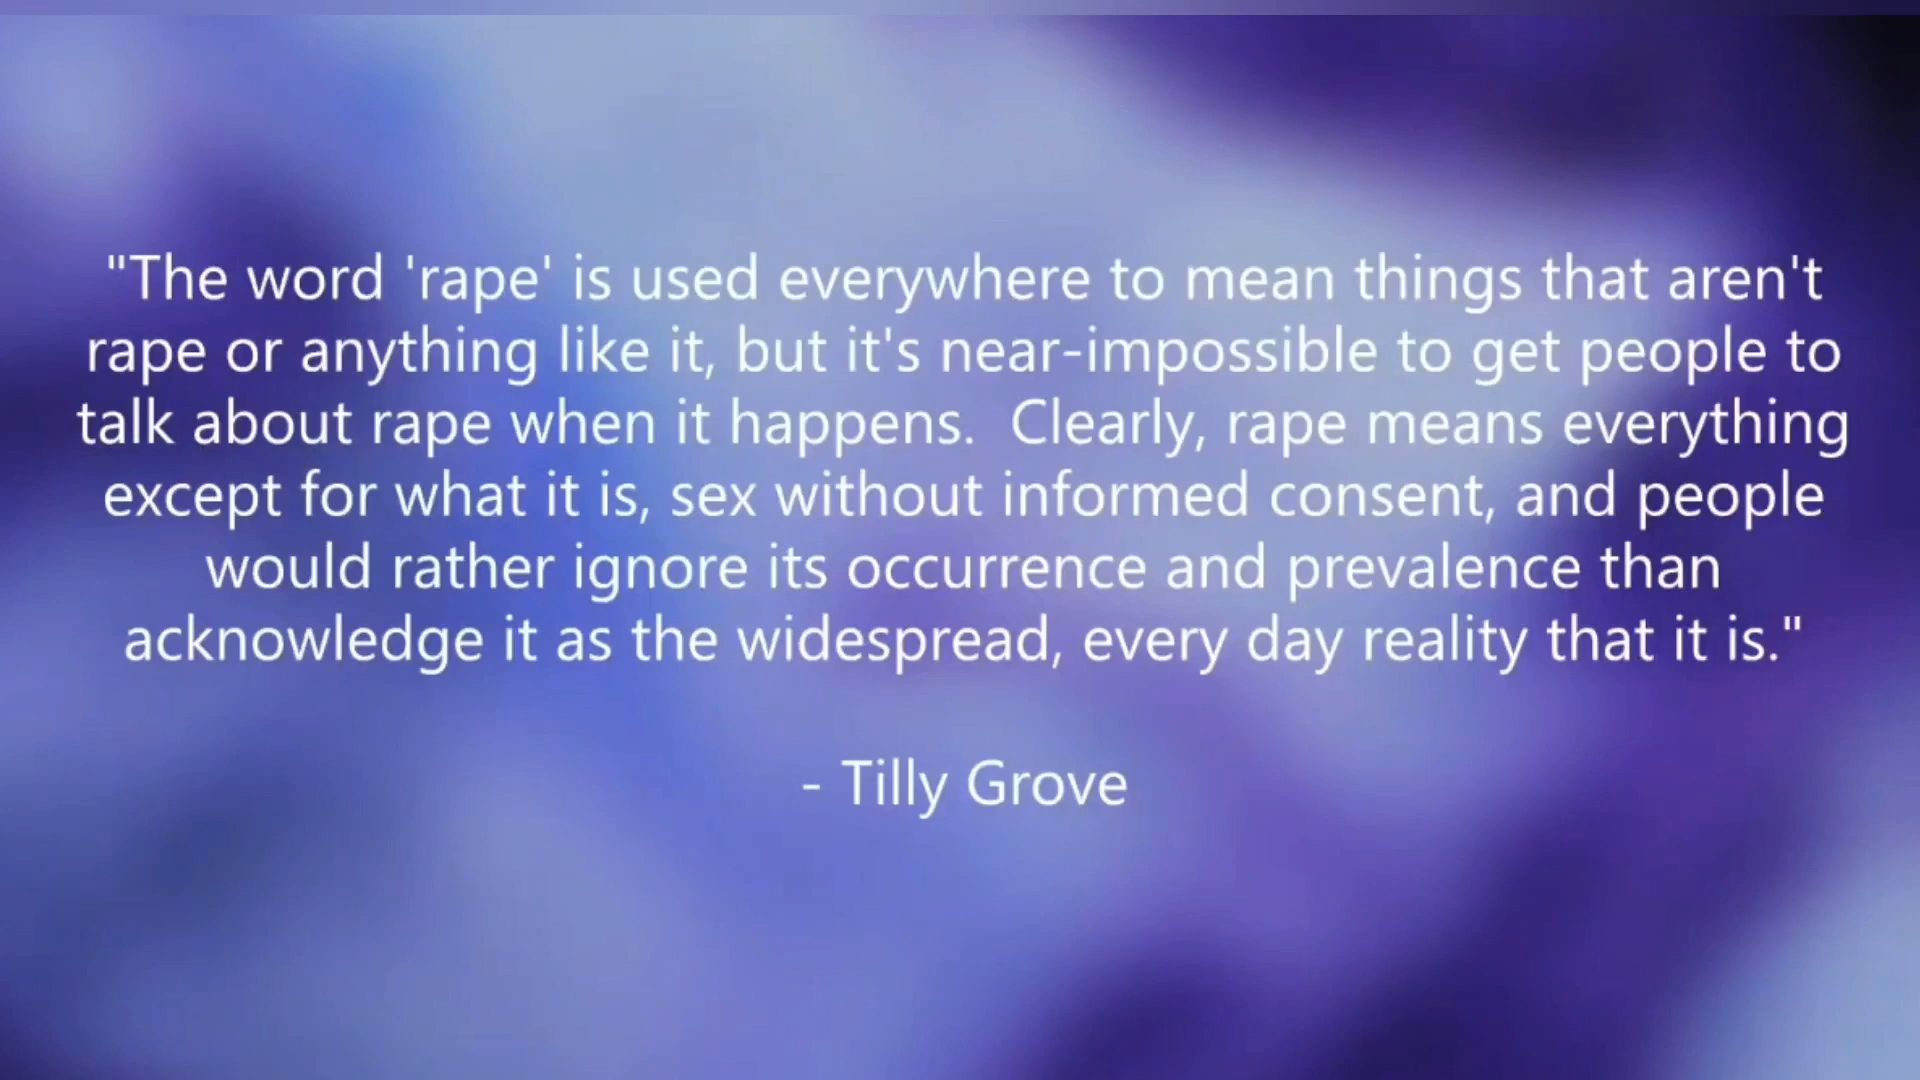 "The word 'rape' is used everywhere to mean things that aren't
rape or anything like it, but it's near-impossible to get people to
talk about rape when it happens.  Clearly, rape means everything
except for what it is, sex without informed consent, and people
would rather ignore its occurrence and prevalence than
acknowledge it as the widespread, every day reality that it is."
- Tilly Grove